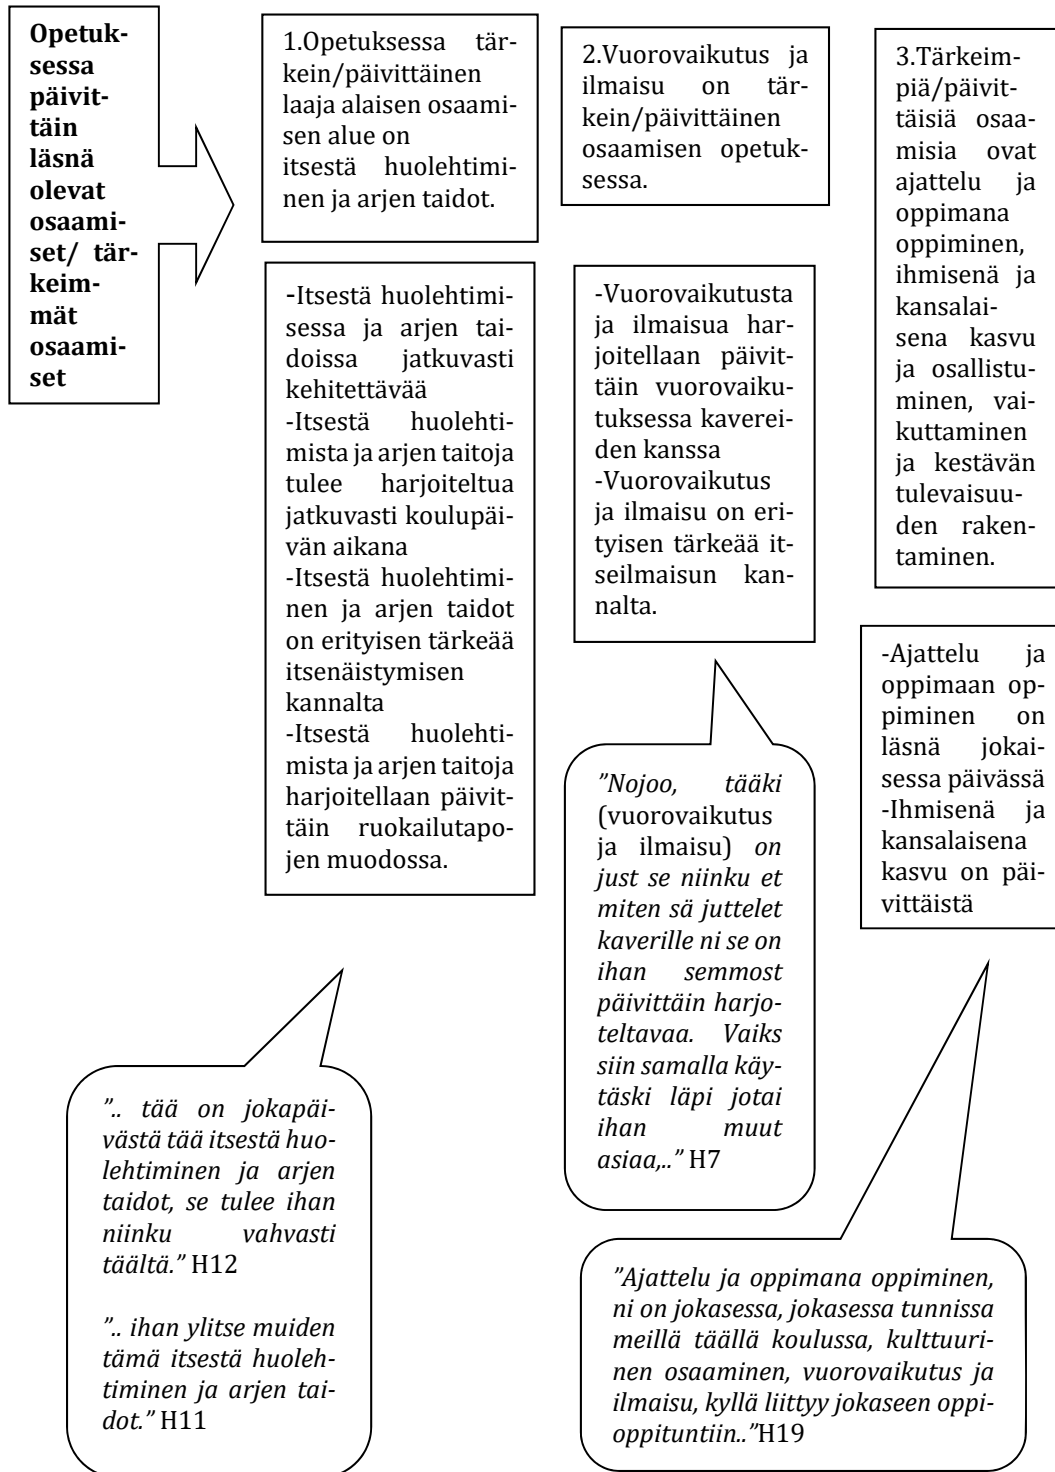 Opetuk-
sessa
päivit-
täin
läsnä
olevat
osaami-
set/ tär-
keim-
mät
osaami-
set
1.Opetuksessa tär-
kein/päivittäinen
laaja alaisen osaami-
sen alue on
itsestä huolehtimi-
nen ja arjen taidot.
2.Vuorovaikutus ja
ilmaisu on tär-
kein/päivittäinen
osaamisen opetuk-
sessa.
3.Tärkeim-
piä/päivit-
täisiä osaa-
misia ovat
ajattelu ja
oppimana
oppiminen,
ihmisenä ja
kansalai-
sena kasvu
ja osallistu-
minen, vai-
kuttaminen
ja kestävän
tulevaisuu-
den raken-
taminen.
-Itsestä huolehtimi-
sessa ja arjen tai-
doissa jatkuvasti
kehitettävää
-Itsestä huolehti-
mista ja arjen taitoja
tulee harjoiteltua
jatkuvasti koulupäi-
vän aikana
-Itsestä huolehtimi-
nen ja arjen taidot
on erityisen tärkeää
itsenäistymisen
kannalta
-Itsestä huolehti-
mista ja arjen taitoja
harjoitellaan päivit-
täin ruokailutapo-
jen muodossa.
-Vuorovaikutusta
ja ilmaisua har-
joitellaan päivit-
täin vuorovaiku-
tuksessa kaverei-
den kanssa
-Vuorovaikutus
ja ilmaisu on eri-
tyisen tärkeää it-
seilmaisun kan-
nalta.
-Ajattelu ja
oppimaan op-
piminen on
läsnä jokai-
sessa päivässä
-Ihmisenä ja
kansalaisena
kasvu on päi-
vittäistä
".. tää on jokapäi-
västä tää itsestä huo-
lehtiminen ja arjen
taidot, se tulee ihan
niinku vahvasti
täältä." H12
".. ihan ylitse muiden
tämä itsestä huoleh-
timinen ja arjen tai-
dot." H11
"Nojoo, tääki
(vuorovaikutus
ja ilmaisu) on
just se niinku et
miten sä juttelet
kaverille ni se on
ihan semmost
päivittäin harjo-
teltavaa. Vaiks
siin samalla käy-
täski läpi jotai
ihan muut
asiaa,.." H7
"Ajattelu ja oppimana oppiminen,
ni on jokasessa, jokasessa tunnissa
meillä täällä koulussa, kulttuuri-
nen osaaminen, vuorovaikutus ja
ilmaisu, kyllä liittyy jokaseen oppi-
oppituntiin.."H19